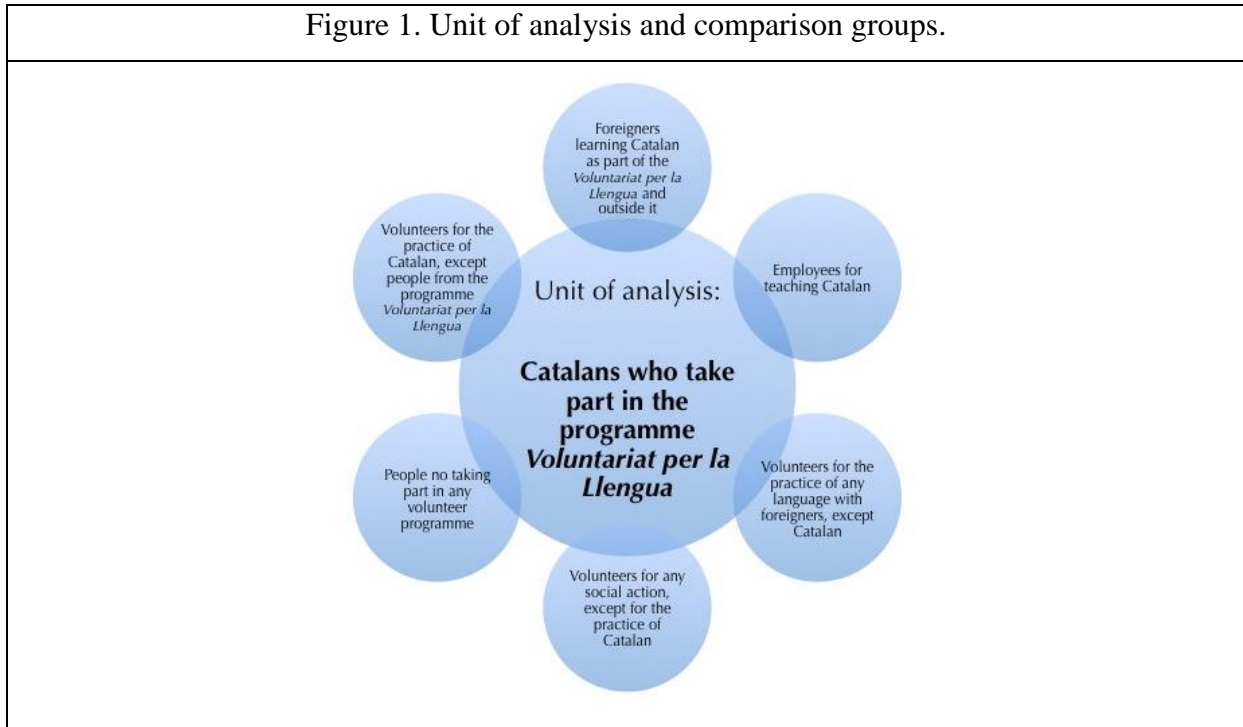 Figure 1. Unit of analysis and comparison groups.
Foreigners
learning Catalan
as part of the
Voluntariat per la
Llengua and
outside it
Volunteers for the
practice of
Catalan, except
people from the
programme
Voluntariat per la
Llengua
Employees for
teaching Catalan
Unit of analysis:
Catalans who take
part in the
programme
Voluntariat per la
Llengua
People no taking
part in any
volunteer
programme
Volunteers for the
practice of any
language with
foreigners, except
Catalan
Volunteers for any
social action,
except for the
practice of
Catalan